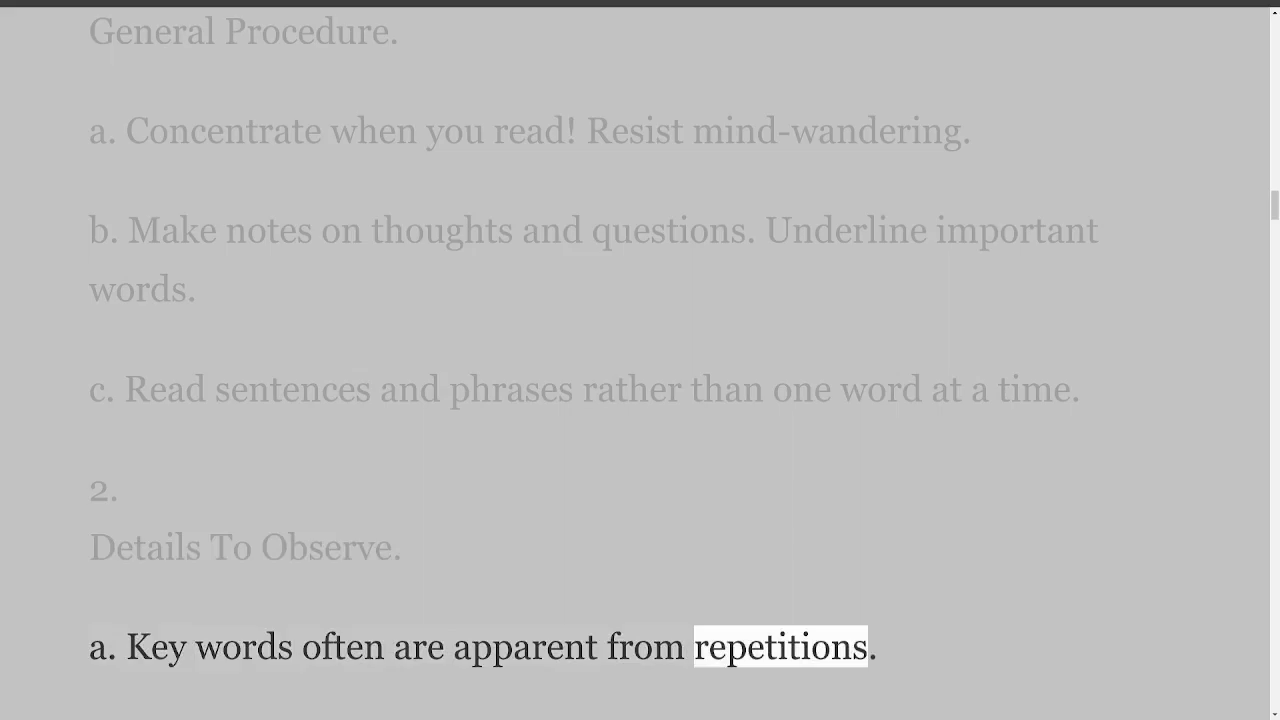 General Procedure.
a. Concentrate when you read! Resist mind-wandering.
b. Make notes on thoughts and questions. Underline important
words.
c. Read sentences and phrases rather than one word at a time.
2.
Details To Observe.
a. Key words often are apparent from repetitions.